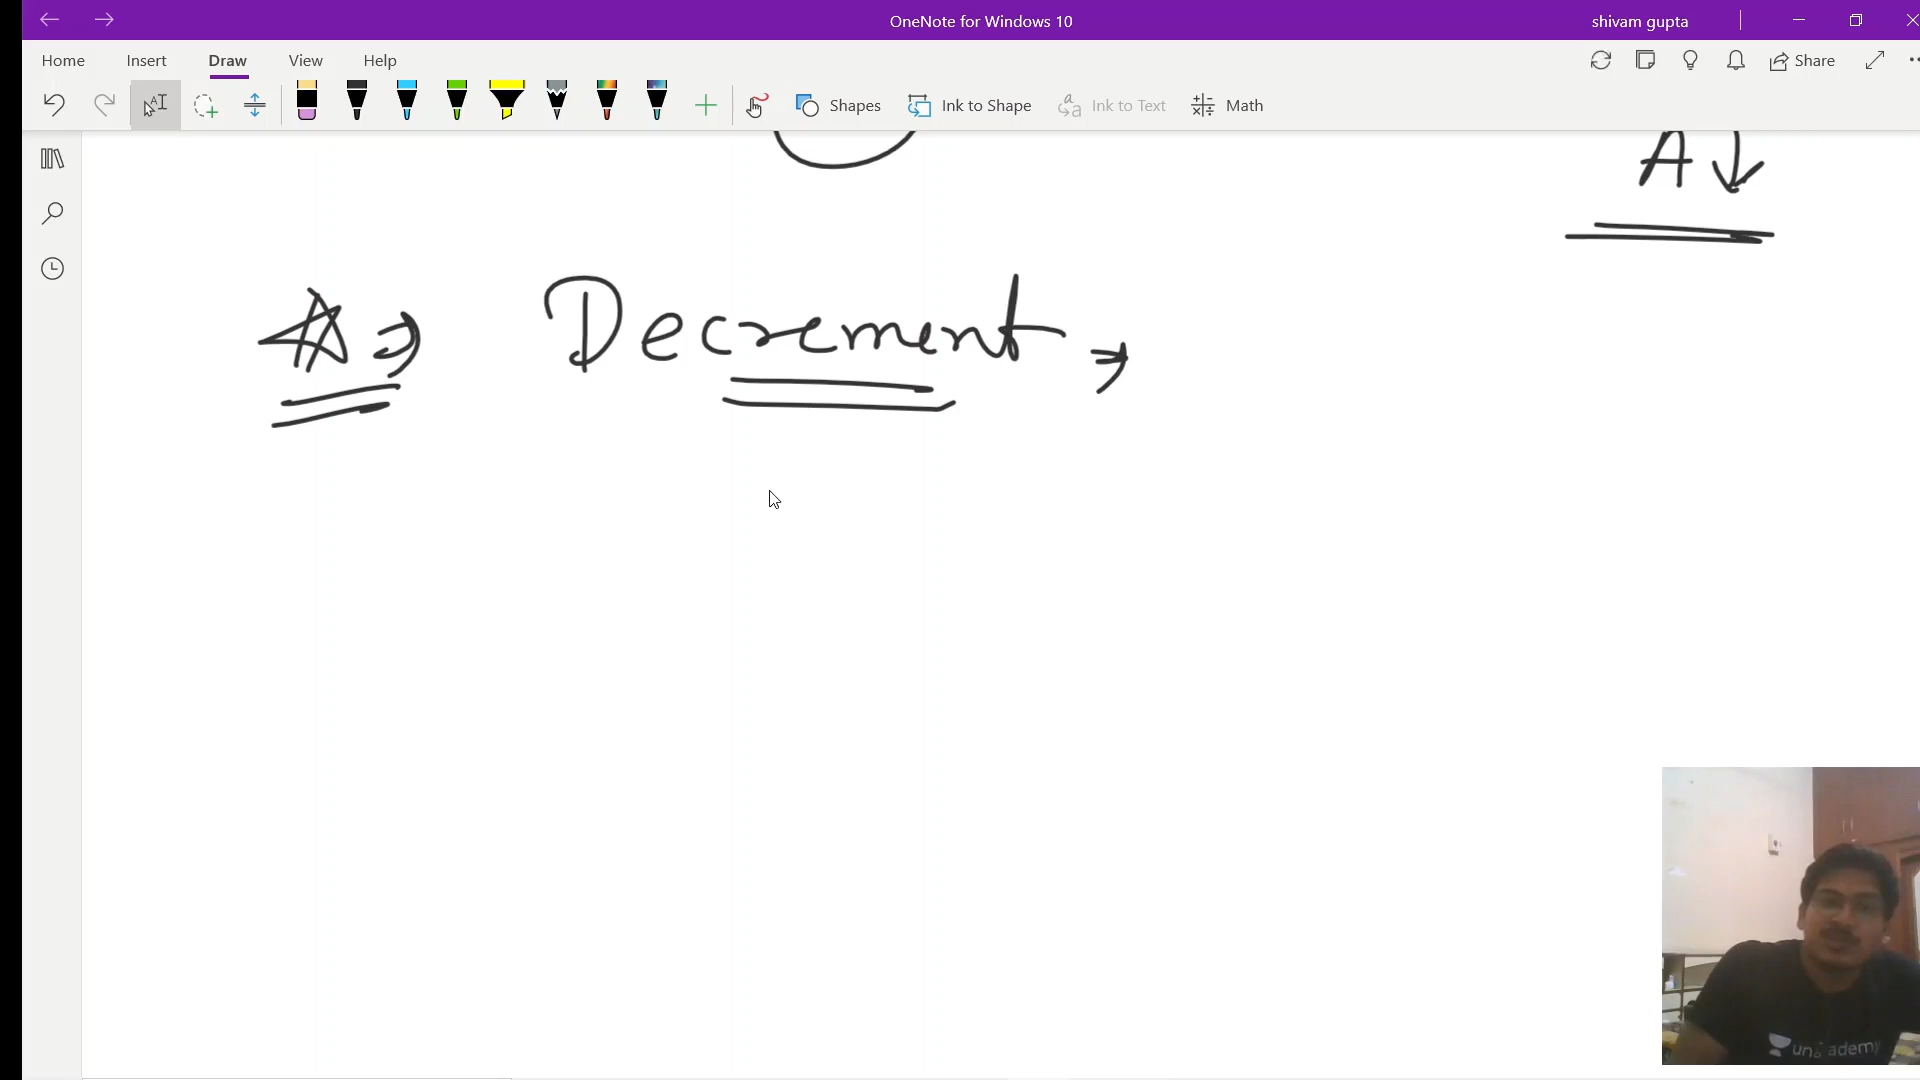 OneNote for Windows 10
shivam gupta
Home Insert Draw View Help
Share
Shapes Ink to Shape Ink to Text Math
A ↓
☆ ⇒ Decrement ⇒
unacademy